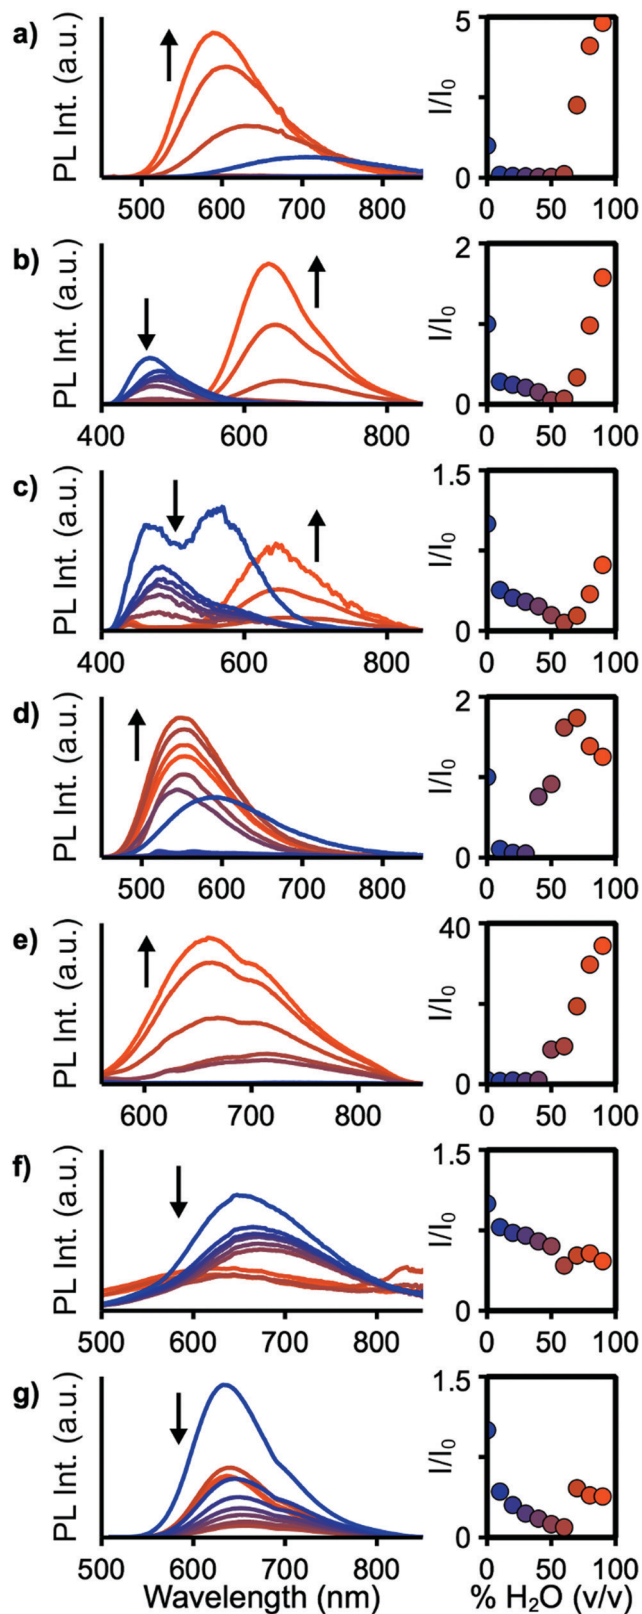 a)
PL Int. (a.u.)
500 600 700 800
I/I0
5
0
0 50 100
b)
PL Int. (a.u.)
400 600 800
I/I0
2
0
0 50 100
c)
PL Int. (a.u.)
400 600 800
I/I0
1.5
0
0 50 100
d)
PL Int. (a.u.)
500 600 700 800
I/I0
2
0
0 50 100
e)
PL Int. (a.u.)
600 700 800
I/I0
40
0
0 50 100
f)
PL Int. (a.u.)
500 600 700 800
I/I0
1.5
0
0 50 100
g)
PL Int. (a.u.)
500 600 700 800
Wavelength (nm)
I/I0
1.5
0
0 50 100
% H2O (v/v)